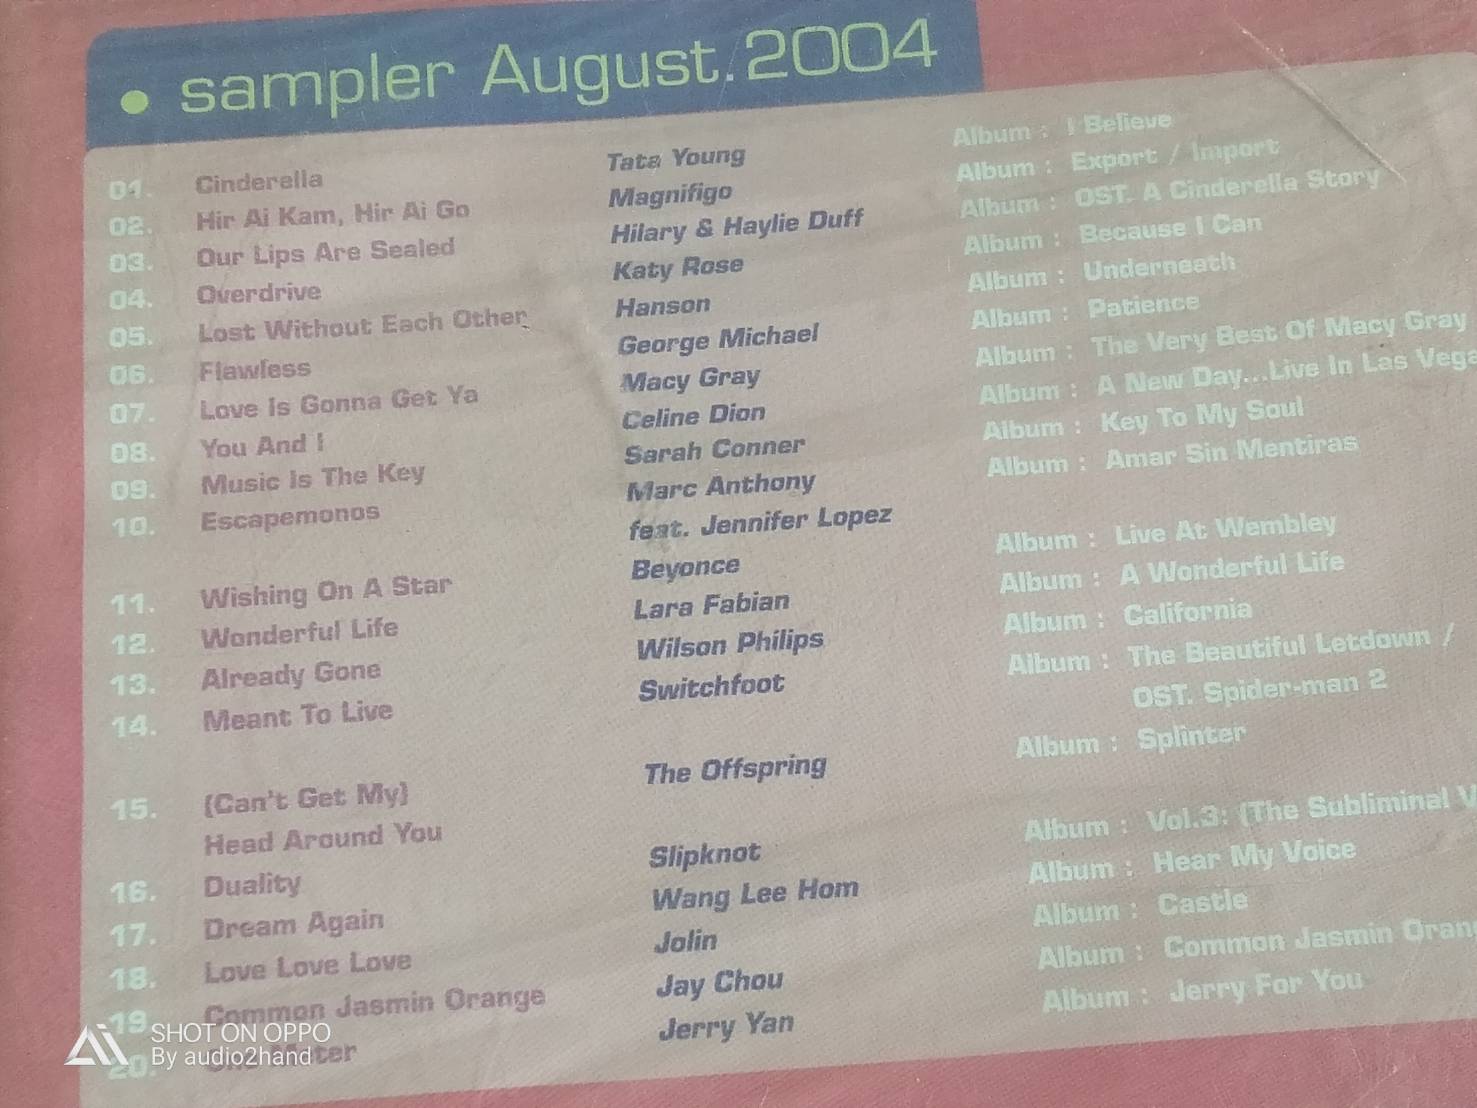 • sampler August.2004
01. Cinderella Tata Young Album : I Believe
02. Hir Ai Kam, Hir Ai Go Magnifigo Album : Export / Import
03. Our Lips Are Sealed Hilary & Haylie Duff Album : OST. A Cinderella Story
04. Overdrive Katy Rose Album : Because I Can
05. Lost Without Each Other Hanson Album : Underneath
06. Flawless George Michael Album : Patience
07. Love Is Gonna Get Ya Macy Gray Album : The Very Best Of Macy Gray
08. You And I Celine Dion Album : A New Day...Live In Las Vega
09. Music Is The Key Sarah Conner Album : Key To My Soul
10. Escapemonos Marc Anthony Album : Amar Sin Mentiras
feat. Jennifer Lopez
11. Wishing On A Star Beyonce Album : Live At Wembley
12. Wonderful Life Lara Fabian Album : A Wonderful Life
13. Already Gone Wilson Philips Album : California
14. Meant To Live Switchfoot Album : The Beautiful Letdown /
OST. Spider-man 2
15. (Can't Get My) The Offspring Album : Splinter
Head Around You
16. Duality Slipknot Album : Vol.3: (The Subliminal V
17. Dream Again Wang Lee Hom Album : Hear My Voice
18. Love Love Love Jolin Album : Castle
19. Common Jasmin Orange Jay Chou Album : Common Jasmin Oran
20. Jerry Yan Album : Jerry For You
SHOT ON OPPO
By audio2hand